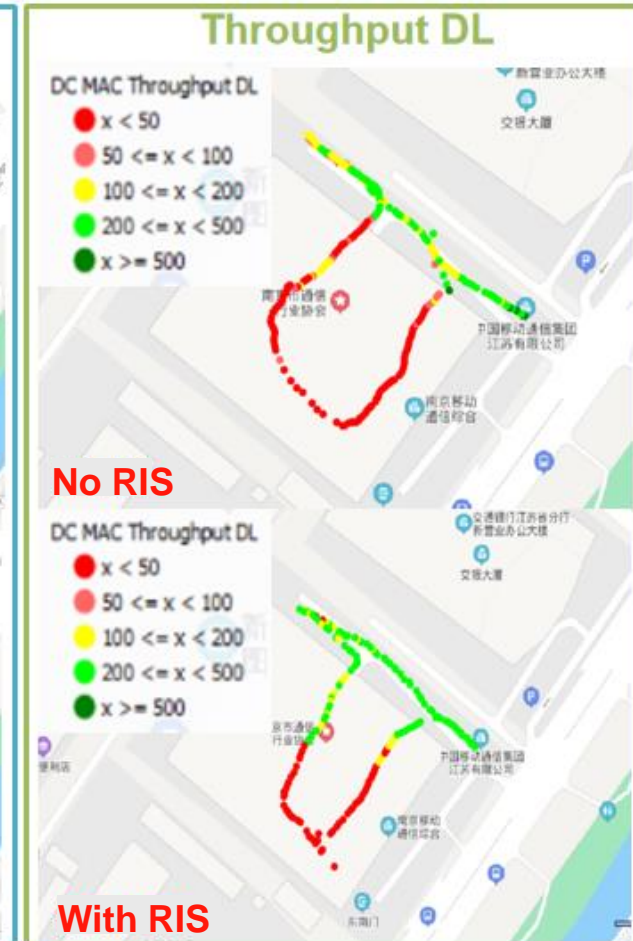 Throughput DL
DC MAC Throughput DL
x < 50
50 <= x < 100
100 <= x < 200
200 <= x < 500
x >= 500
新营业办公大楼
交银大厦
P
南京市通信
行业协会
中国移动通信集团
江苏有限公司
南京移动
通信综合
No RIS
DC MAC Throughput DL
x < 50
50 <= x < 100
100 <= x < 200
200 <= x < 500
x >= 500
交通银行江苏省分行
新营业办公大楼
交银大厦
P
京市通信
行业协
中国移动通信集团
江苏有限公司
便利店
南京移动
通信综合
东南门
With RIS